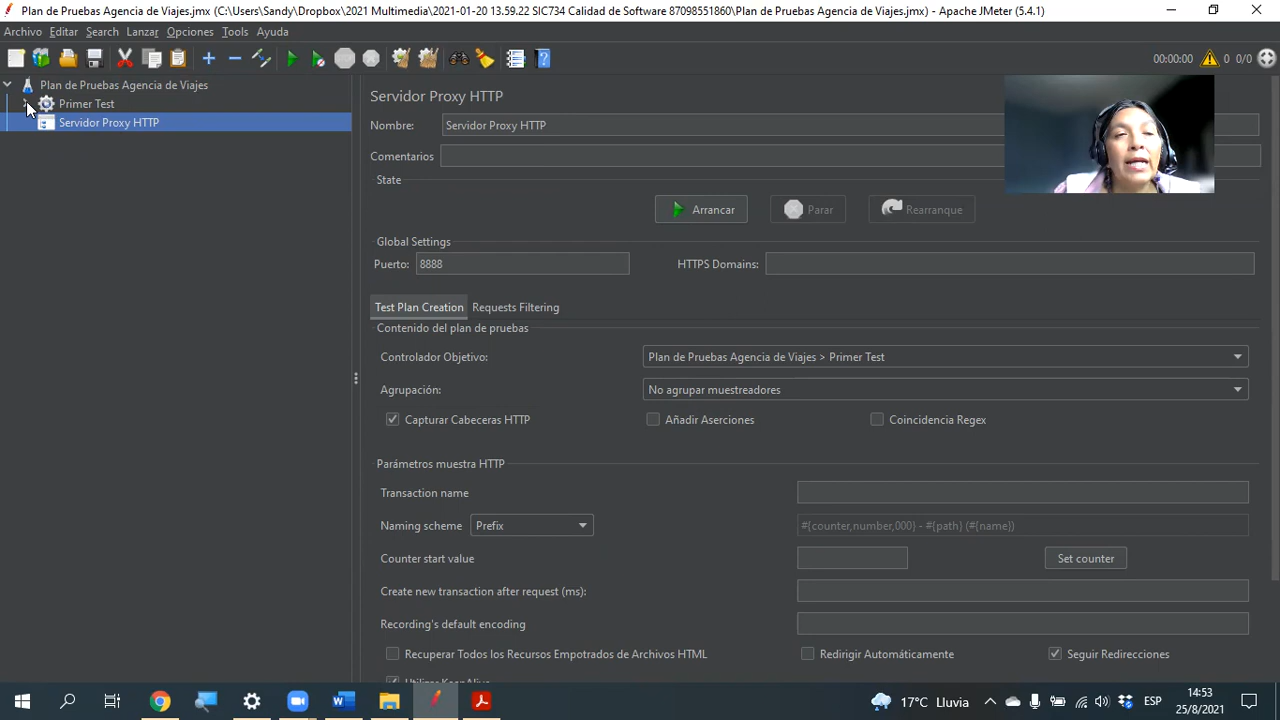 Plan de Pruebas Agencia de Viajes.jmx (C:\Users\Sandy\Dropbox\2021 Multimedia\2021-01-20 13.59.22 SIC734 Calidad de Software 87098551860\Plan de Pruebas Agencia de Viajes.jmx) - Apache JMeter (5.4.1)
Archivo Editar Search Lanzar Opciones Tools Ayuda
00:00:00 0 0/0
Plan de Pruebas Agencia de Viajes
Primer Test
Servidor Proxy HTTP
Servidor Proxy HTTP
Nombre: Servidor Proxy HTTP
Comentarios
State
Arrancar Parar Rearranque
Global Settings
Puerto: 8888 HTTPS Domains:
Test Plan Creation Requests Filtering
Contenido del plan de pruebas
Controlador Objetivo: Plan de Pruebas Agencia de Viajes > Primer Test
Agrupación: No agrupar muestreadores
Capturar Cabeceras HTTP Añadir Aserciones Coincidencia Regex
Parámetros muestra HTTP
Transaction name
Naming scheme Prefix #{counter,number,000} - #{path} (#{name})
Counter start value Set counter
Create new transaction after request (ms):
Recording's default encoding
Recuperar Todos los Recursos Empotrados de Archivos HTML Redirigir Automáticamente Seguir Redirecciones
Utilizar KeepAlive
17°C Lluvia ESP 14:53
25/8/2021